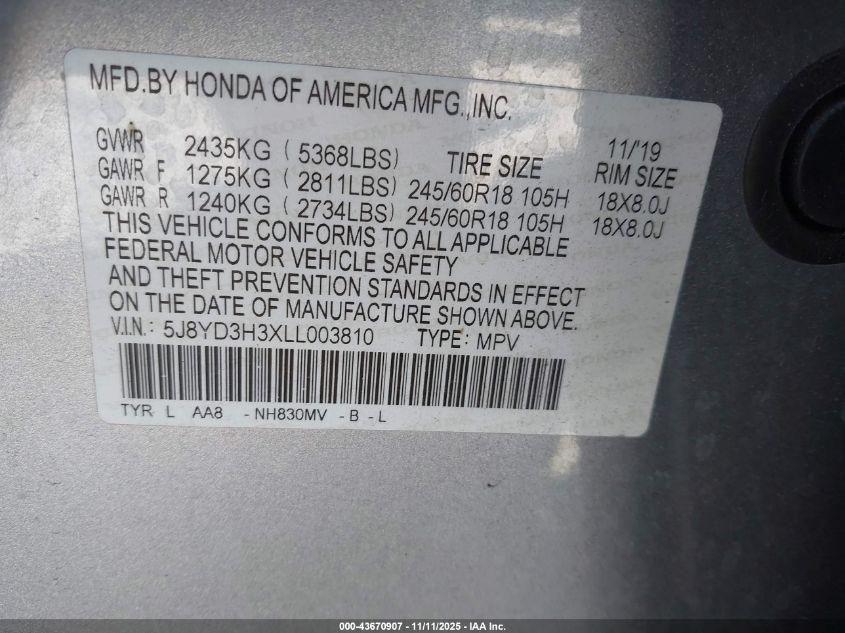 MFD.BY HONDA OF AMERICA MFG.,INC.
11/'19
GVWR 2435KG ( 5368LBS) TIRE SIZE RIM SIZE
GAWR F 1275KG ( 2811LBS) 245/60R18 105H 18X8.0J
GAWR R 1240KG ( 2734LBS) 245/60R18 105H 18X8.0J
THIS VEHICLE CONFORMS TO ALL APPLICABLE
FEDERAL MOTOR VEHICLE SAFETY
AND THEFT PREVENTION STANDARDS IN EFFECT
ON THE DATE OF MANUFACTURE SHOWN ABOVE.
V.I.N.: 5J8YD3H3XLL003810 TYPE: MPV
TYR L AA8 - NH830MV - B - L
000-43670907 - 11/11/2025 - IAA Inc.